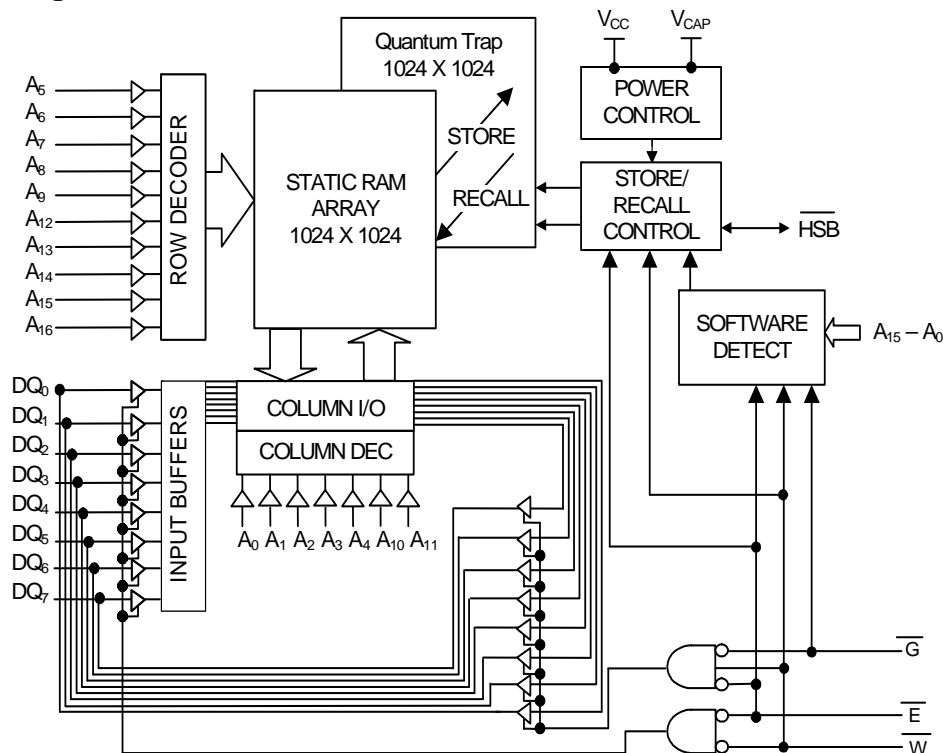 Quantum Trap
1024 X 1024
V_CC
V_CAP
POWER
CONTROL
A5
A6
A7
A8
A9
A12
A13
A14
A15
A16
ROW DECODER
STATIC RAM
ARRAY
1024 X 1024
STORE
RECALL
STORE/
RECALL
CONTROL
HSB
SOFTWARE
DETECT
A15 – A0
DQ0
DQ1
DQ2
DQ3
DQ4
DQ5
DQ6
DQ7
INPUT BUFFERS
COLUMN I/O
COLUMN DEC
A0 A1 A2 A3 A4 A10 A11
G
E
W